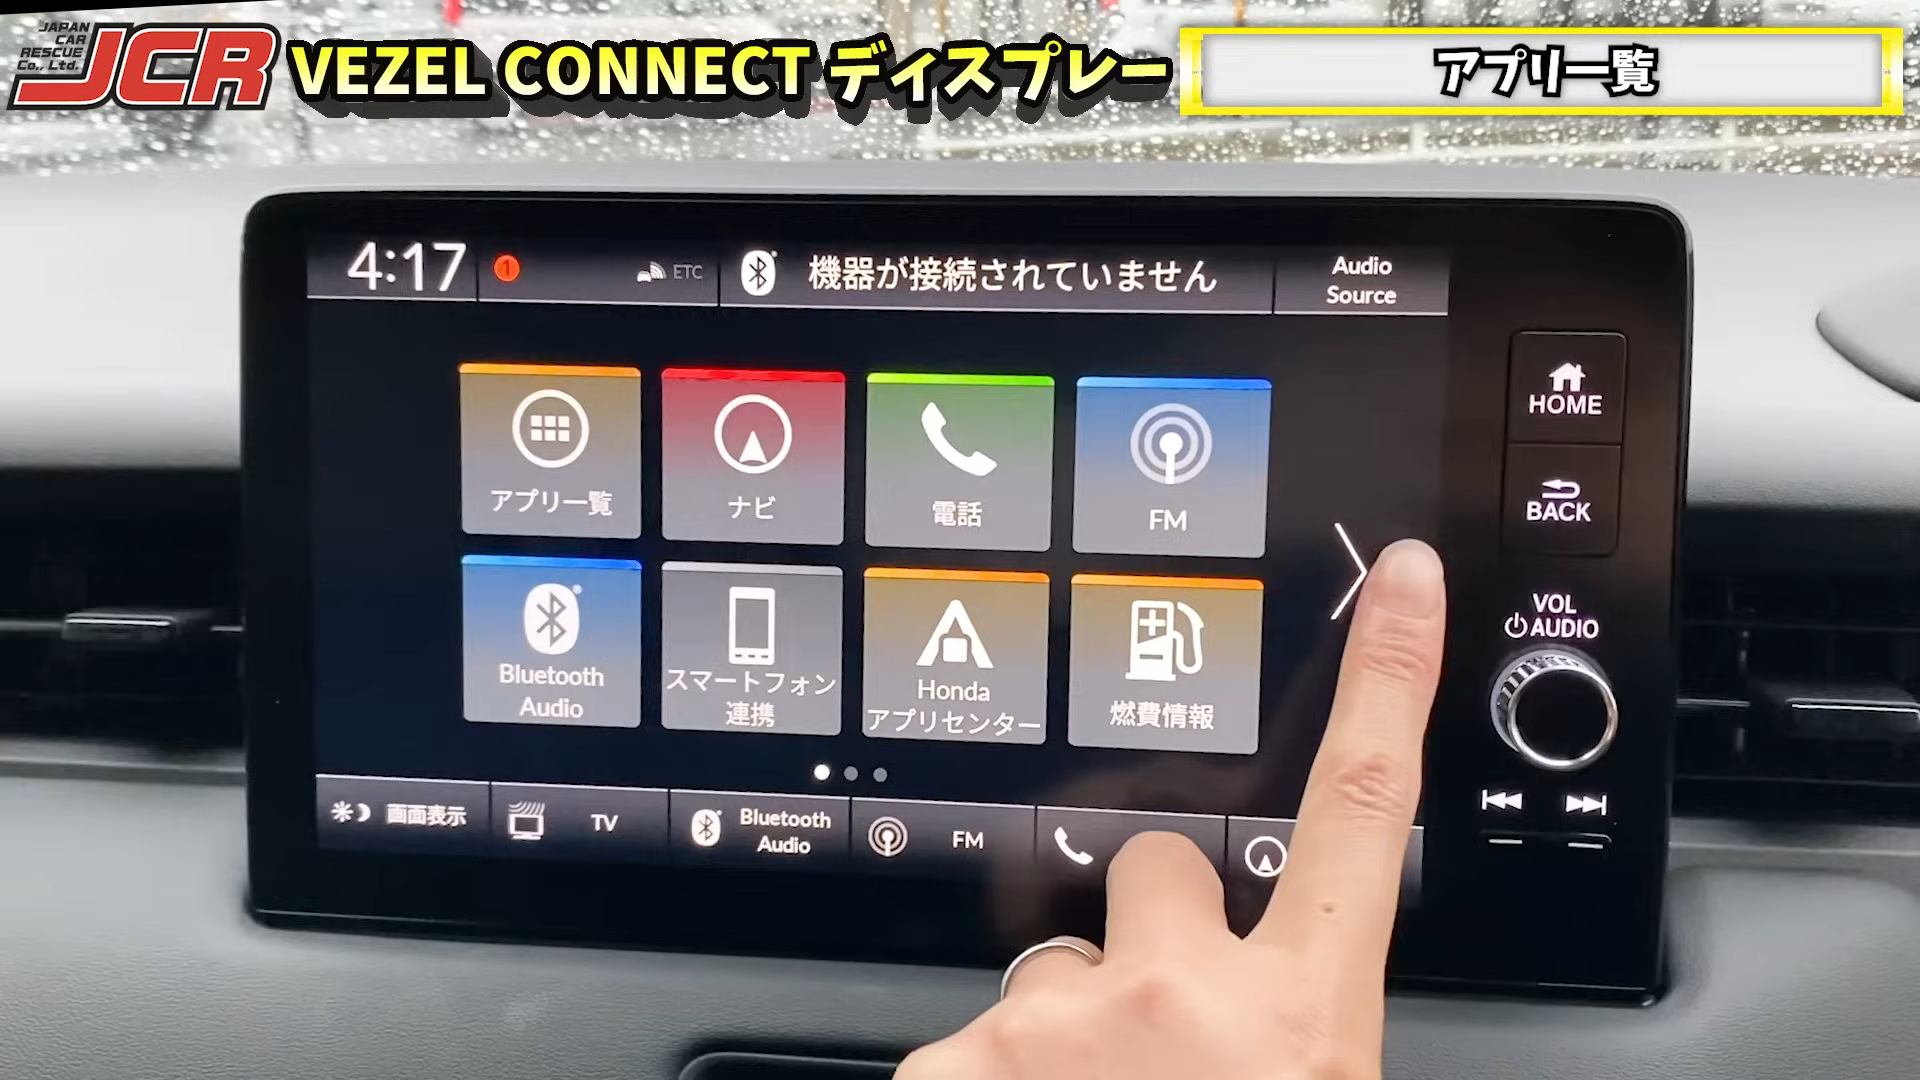 JAPAN
CAR
RESCUE
Co., Ltd.
JCR
VEZEL CONNECT ディスプレー
アプリ一覧
4:17
1
ETC
機器が接続されていません
Audio
Source
アプリ一覧
ナビ
電話
FM
Bluetooth
Audio
スマートフォン
連携
Honda
アプリセンター
燃費情報
画面表示
TV
Bluetooth
Audio
FM
HOME
BACK
VOL
AUDIO